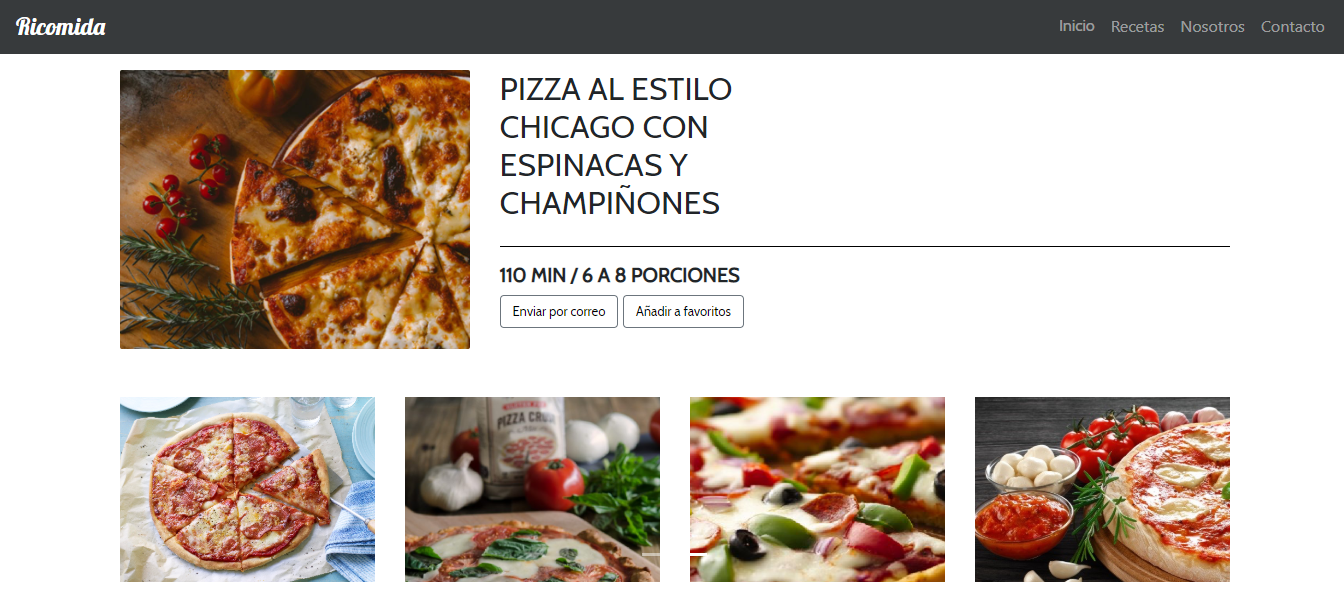 Ricomida
Inicio Recetas Nosotros Contacto
PIZZA AL ESTILO
CHICAGO CON
ESPINACAS Y
CHAMPIÑONES
110 MIN / 6 A 8 PORCIONES
Enviar por correo Añadir a favoritos
PIZZA CRUST